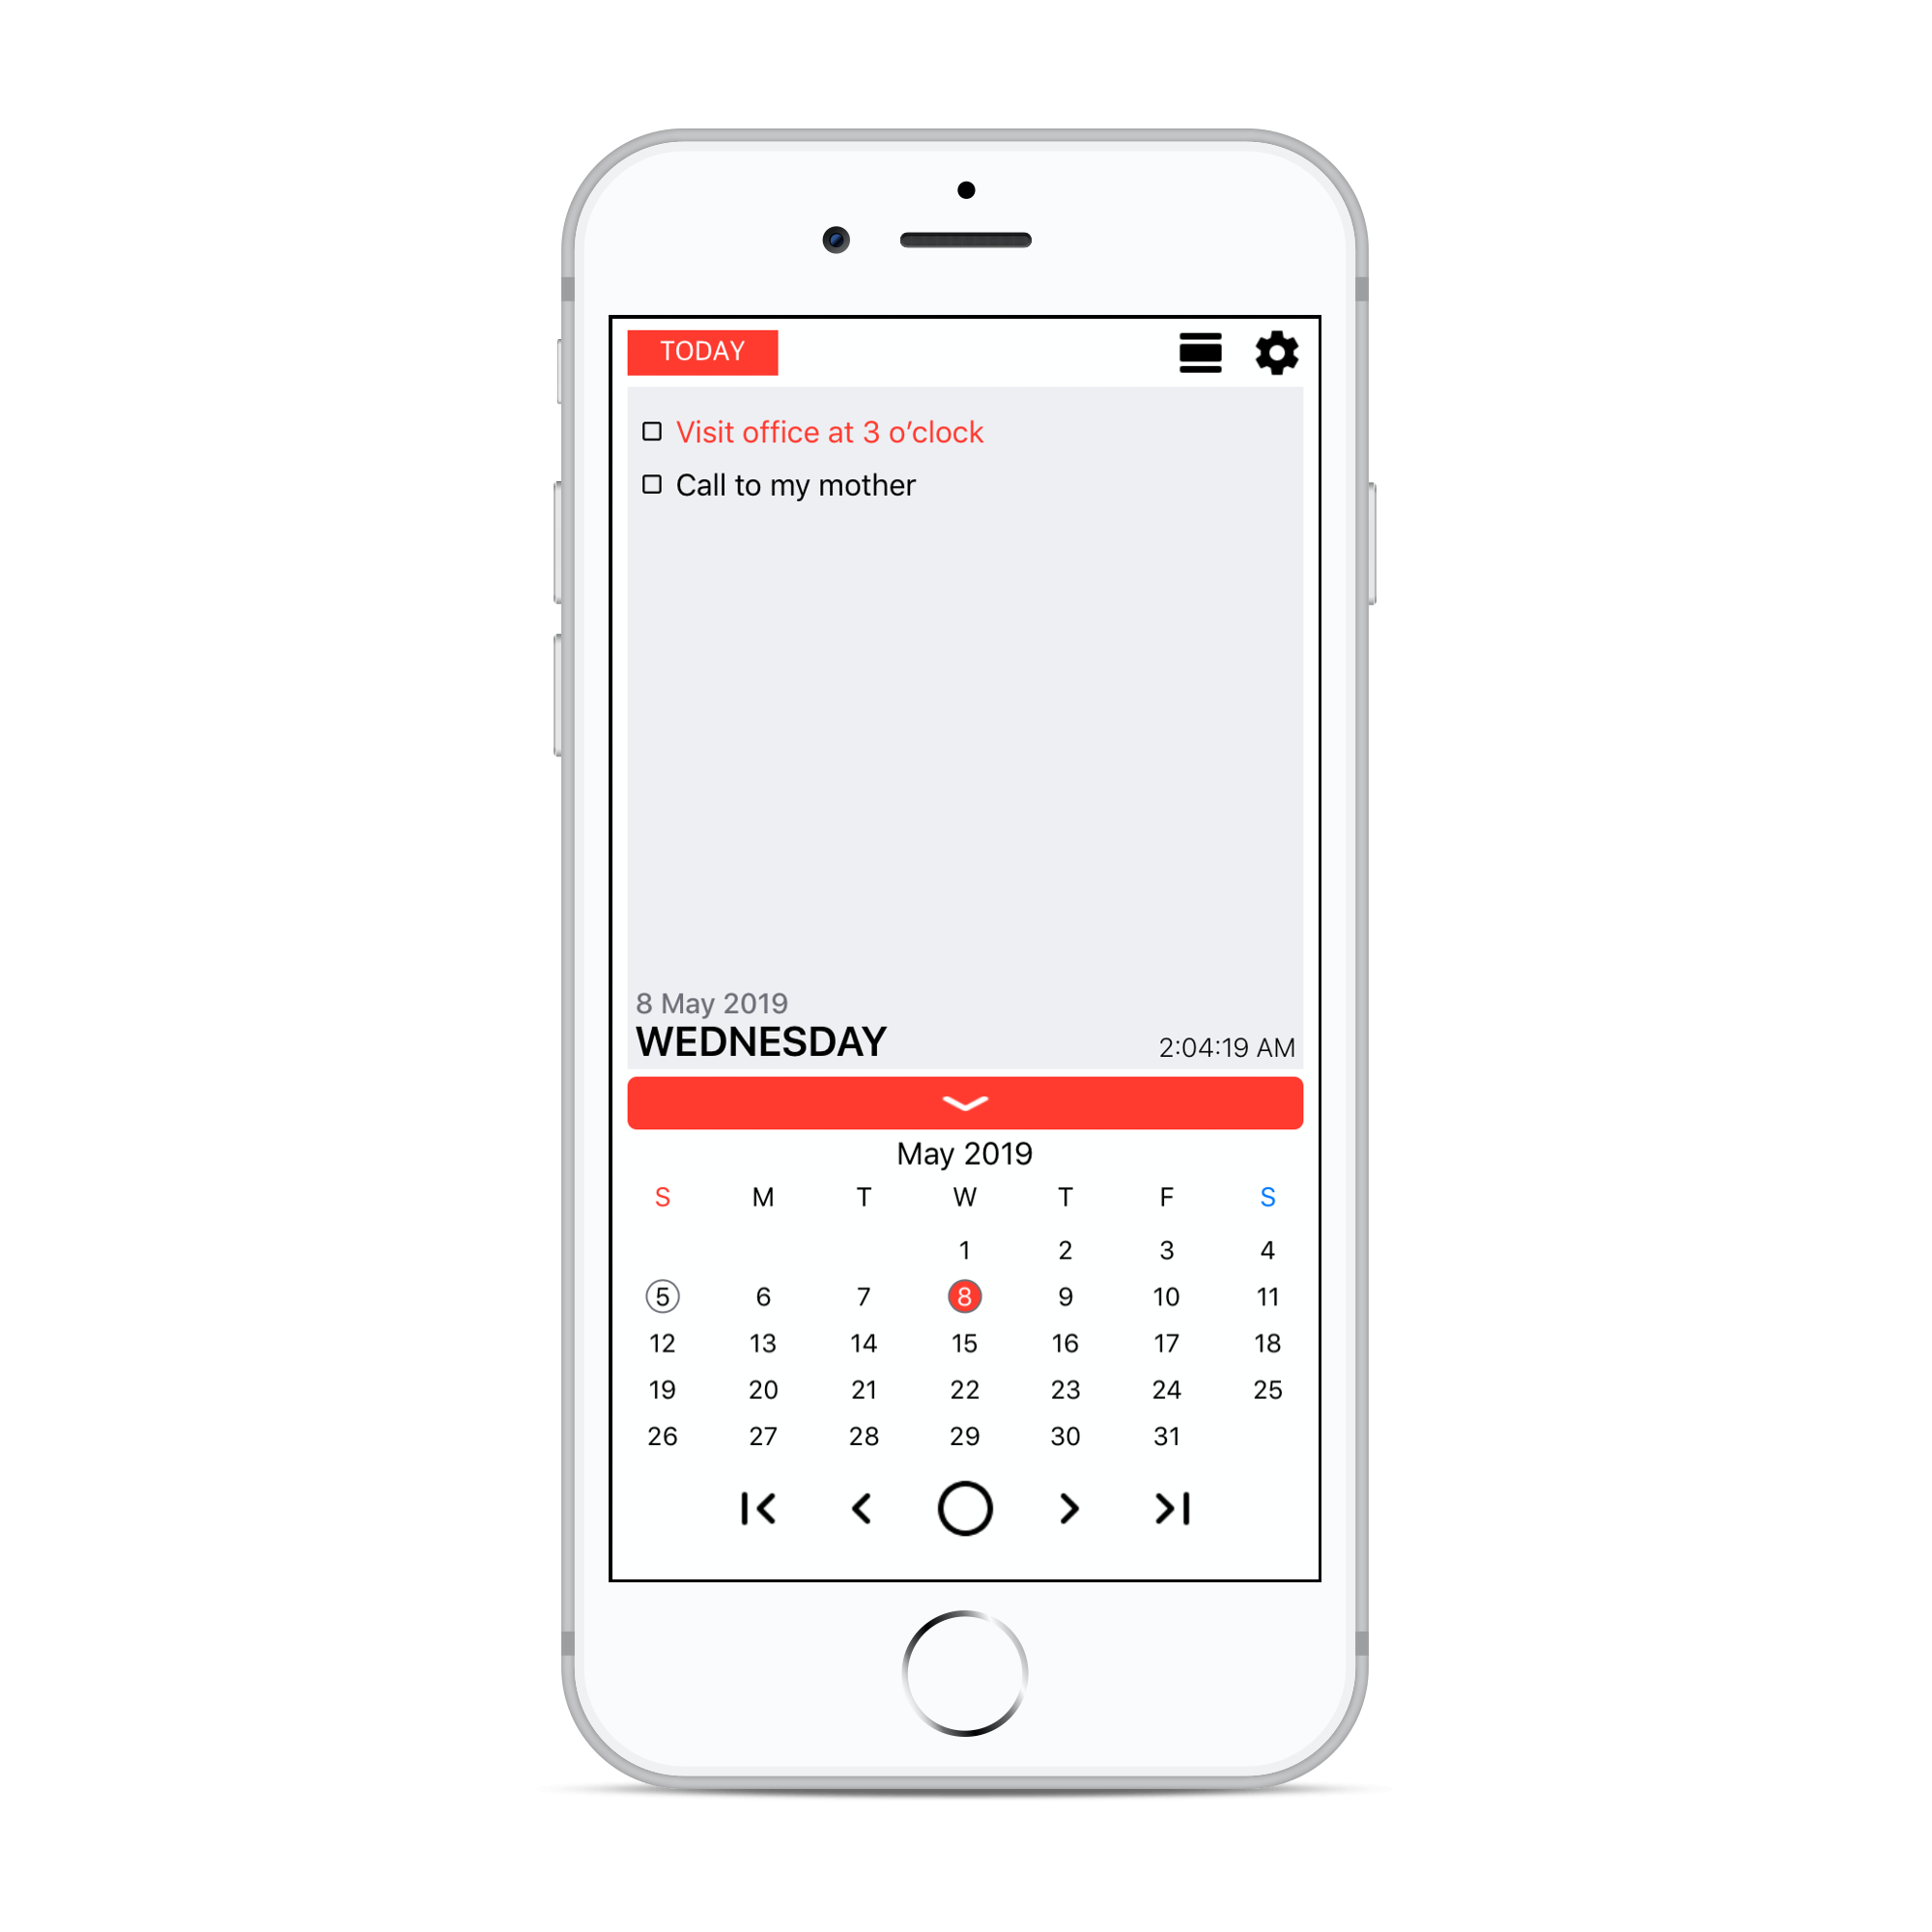 TODAY
Visit office at 3 o’clock
Call to my mother
8 May 2019
WEDNESDAY
2:04:19 AM
May 2019
S M T W T F S
1 2 3 4
5 6 7 8 9 10 11
12 13 14 15 16 17 18
19 20 21 22 23 24 25
26 27 28 29 30 31